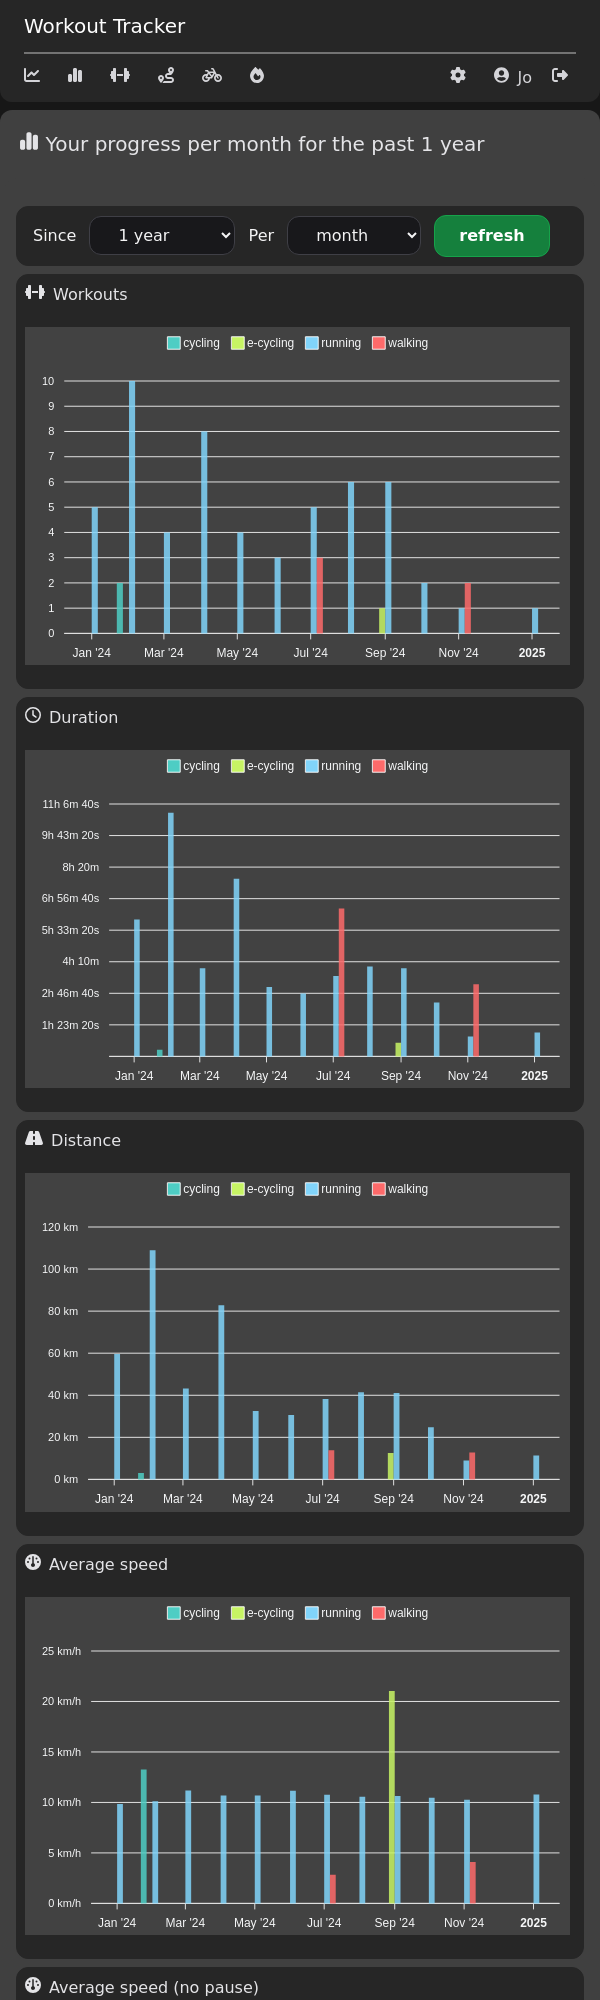 Workout Tracker
Jo
Your progress per month for the past 1 year
Since 1 year Per month refresh
Workouts
cycling e-cycling running walking
10
9
8
7
6
5
4
3
2
1
0
Jan '24 Mar '24 May '24 Jul '24 Sep '24 Nov '24 2025
Duration
cycling e-cycling running walking
11h 6m 40s
9h 43m 20s
8h 20m
6h 56m 40s
5h 33m 20s
4h 10m
2h 46m 40s
1h 23m 20s
Jan '24 Mar '24 May '24 Jul '24 Sep '24 Nov '24 2025
Distance
cycling e-cycling running walking
120 km
100 km
80 km
60 km
40 km
20 km
0 km
Jan '24 Mar '24 May '24 Jul '24 Sep '24 Nov '24 2025
Average speed
cycling e-cycling running walking
25 km/h
20 km/h
15 km/h
10 km/h
5 km/h
0 km/h
Jan '24 Mar '24 May '24 Jul '24 Sep '24 Nov '24 2025
Average speed (no pause)